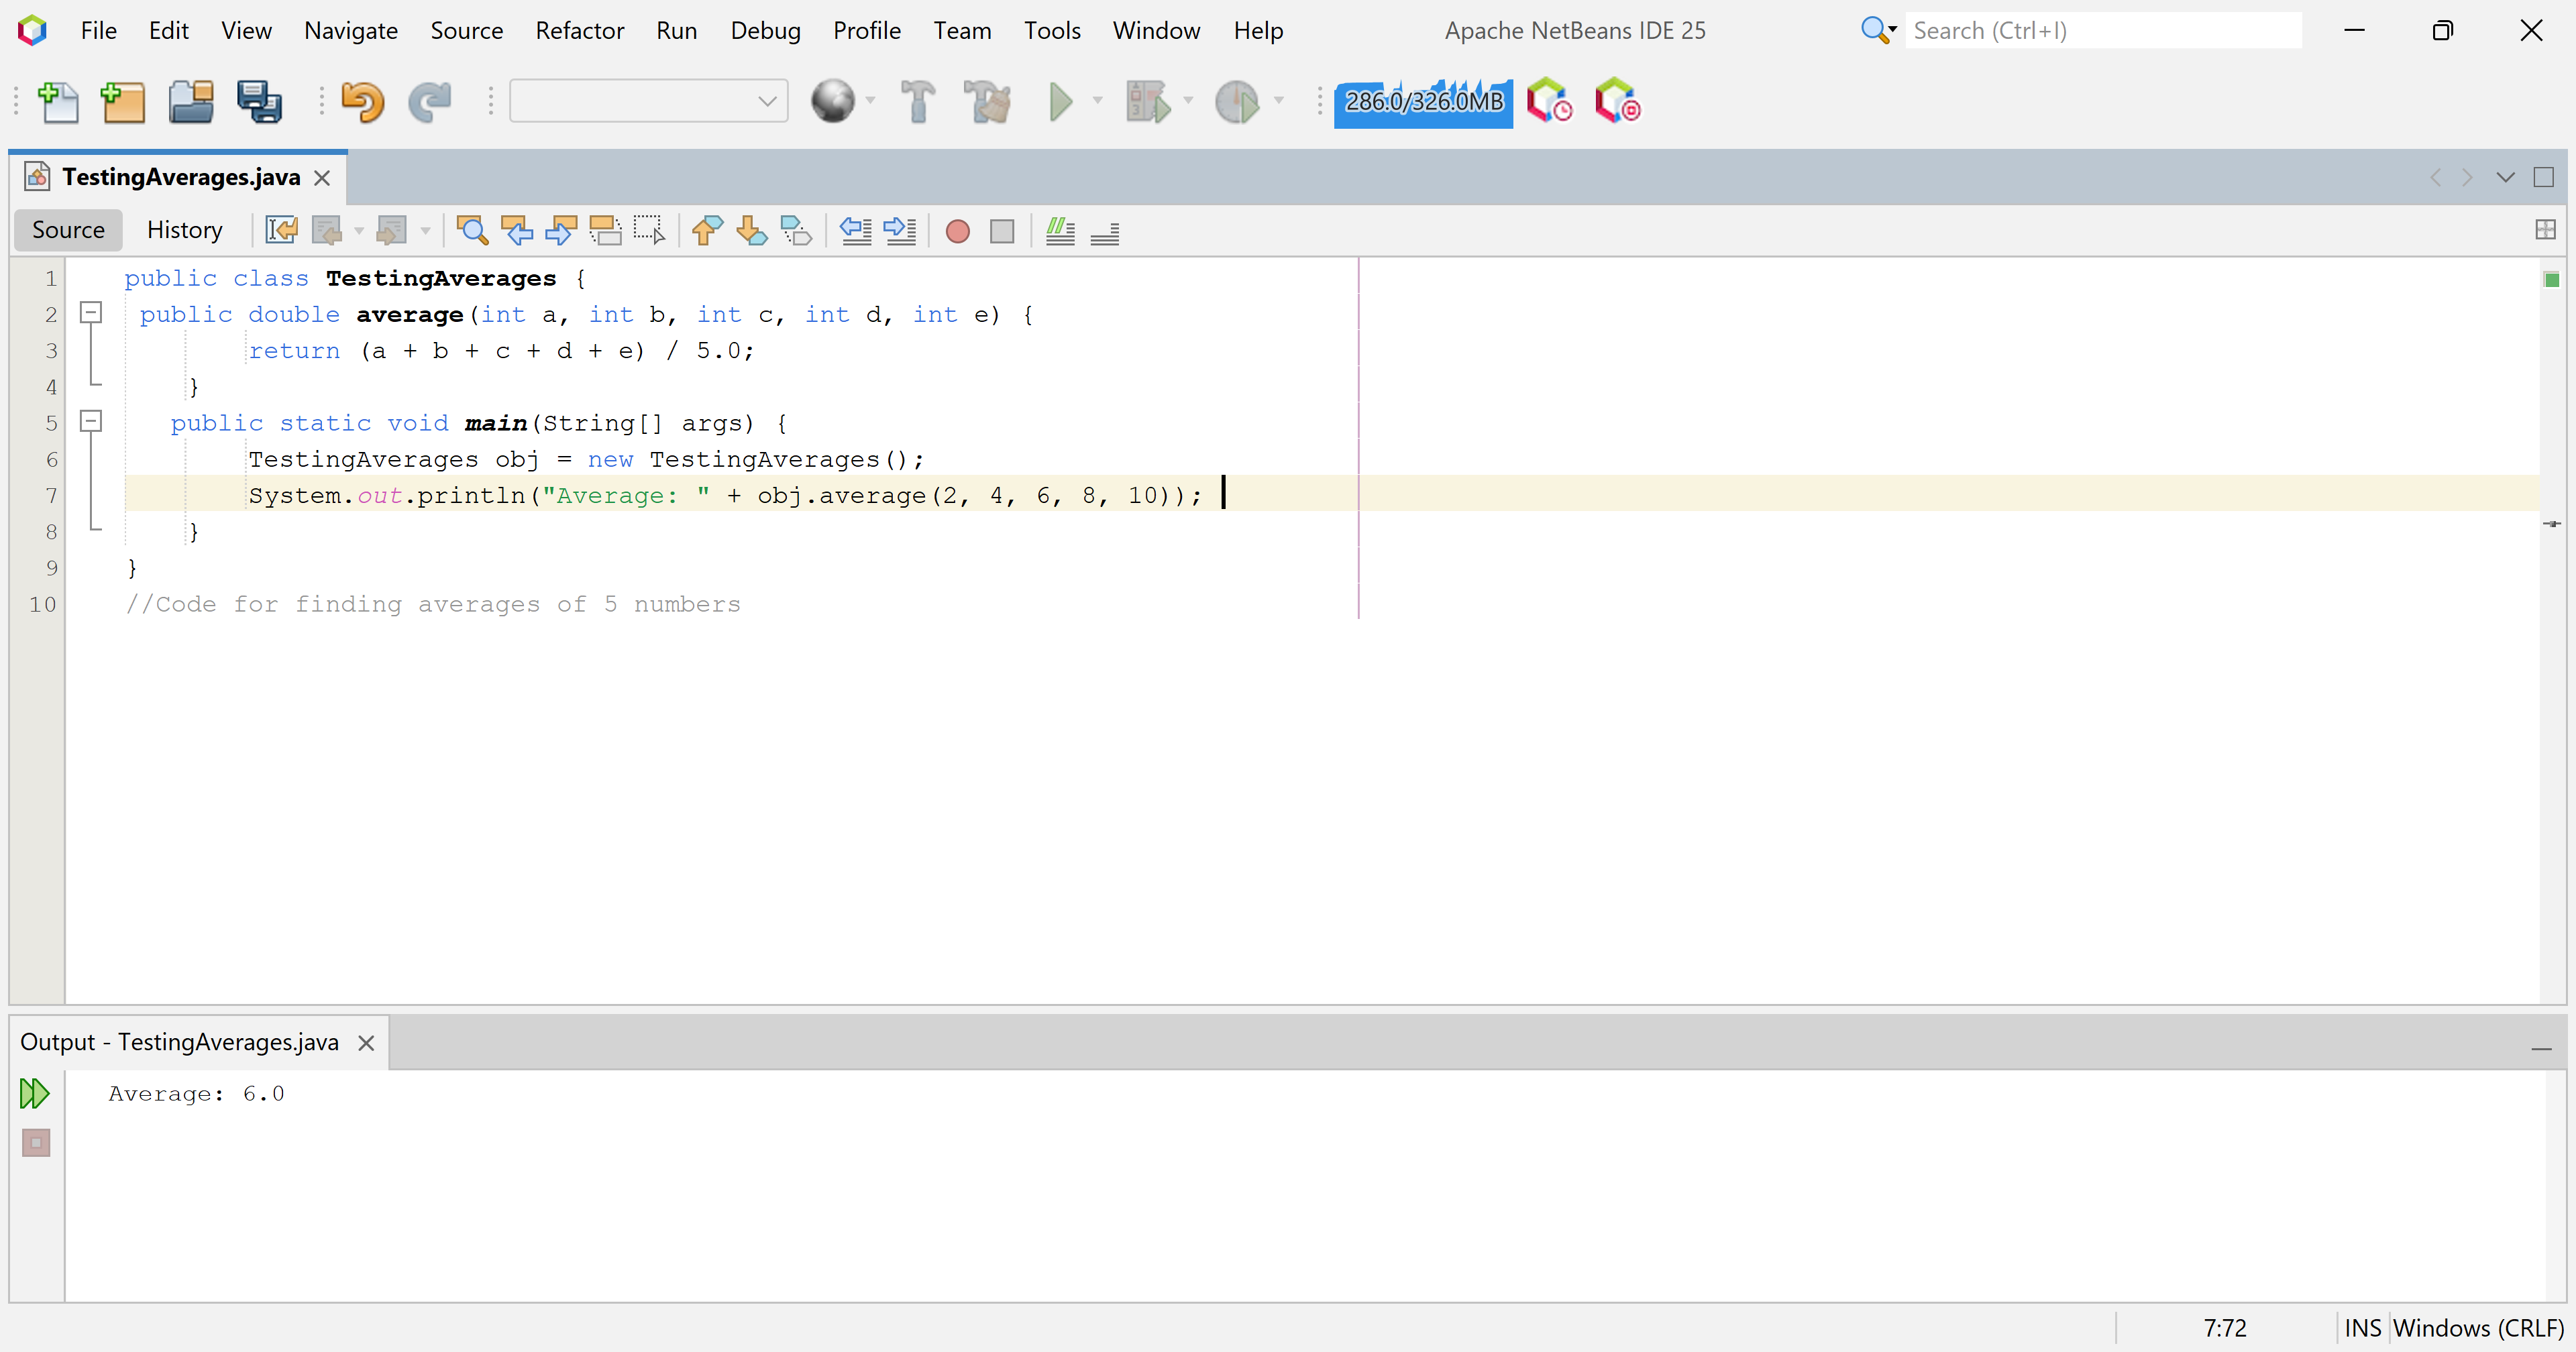 File Edit View Navigate Source Refactor Run Debug Profile Team Tools Window Help Apache NetBeans IDE 25 Search (Ctrl+I)
286.0/326.0MB
TestingAverages.java
Source History
1 public class TestingAverages {
2 public double average(int a, int b, int c, int d, int e) {
3 return (a + b + c + d + e) / 5.0;
4 }
5 public static void main(String[] args) {
6 TestingAverages obj = new TestingAverages();
7 System.out.println("Average: " + obj.average(2, 4, 6, 8, 10));
8 }
9 }
10 //Code for finding averages of 5 numbers
Output - TestingAverages.java
Average: 6.0
7:72 INS Windows (CRLF)